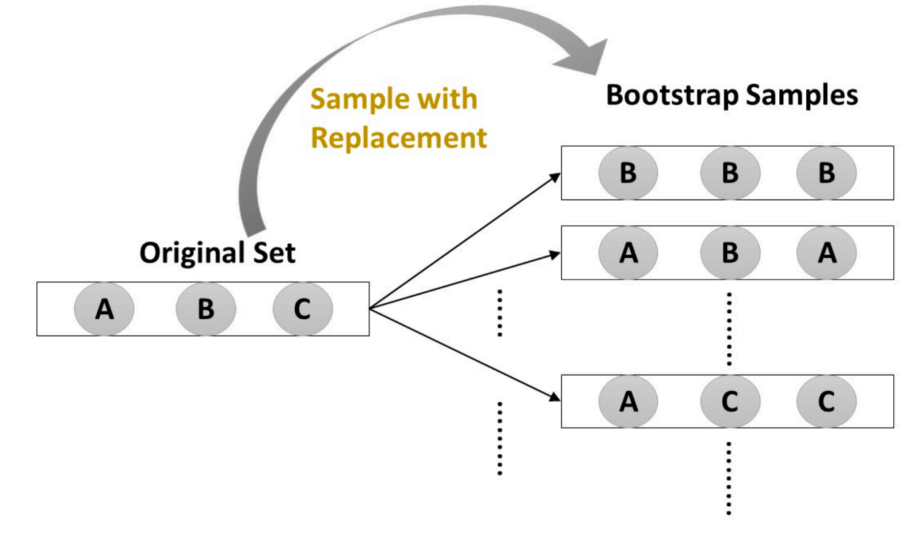 Sample with
Replacement
Bootstrap Samples
B B B
A B A
Original Set
A B C
A C C